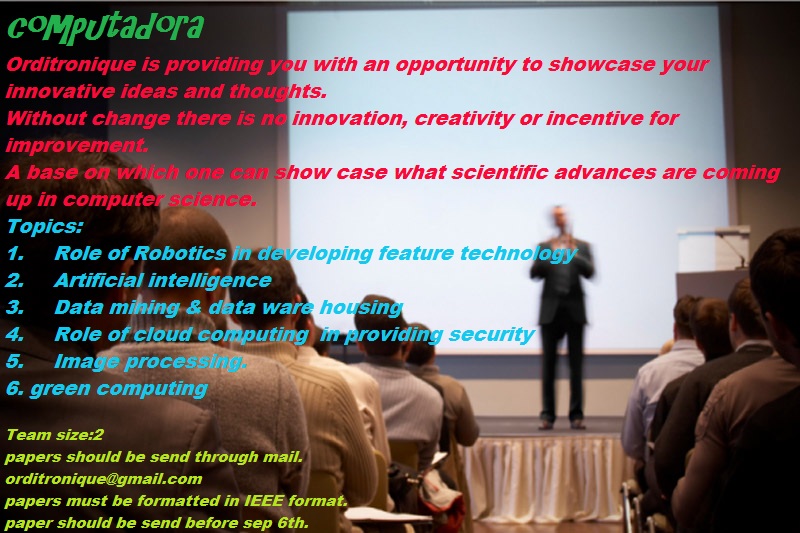 computadora
Orditronique is providing you with an opportunity to showcase your
innovative ideas and thoughts.
Without change there is no innovation, creativity or incentive for
improvement.
A base on which one can show case what scientific advances are coming
up in computer science.
Topics:
1. Role of Robotics in developing feature technology
2. Artificial intelligence
3. Data mining & data ware housing
4. Role of cloud computing in providing security
5. Image processing.
6. green computing
Team size:2
papers should be send through mail.
orditronique@gmail.com
papers must be formatted in IEEE format.
paper should be send before sep 6th.